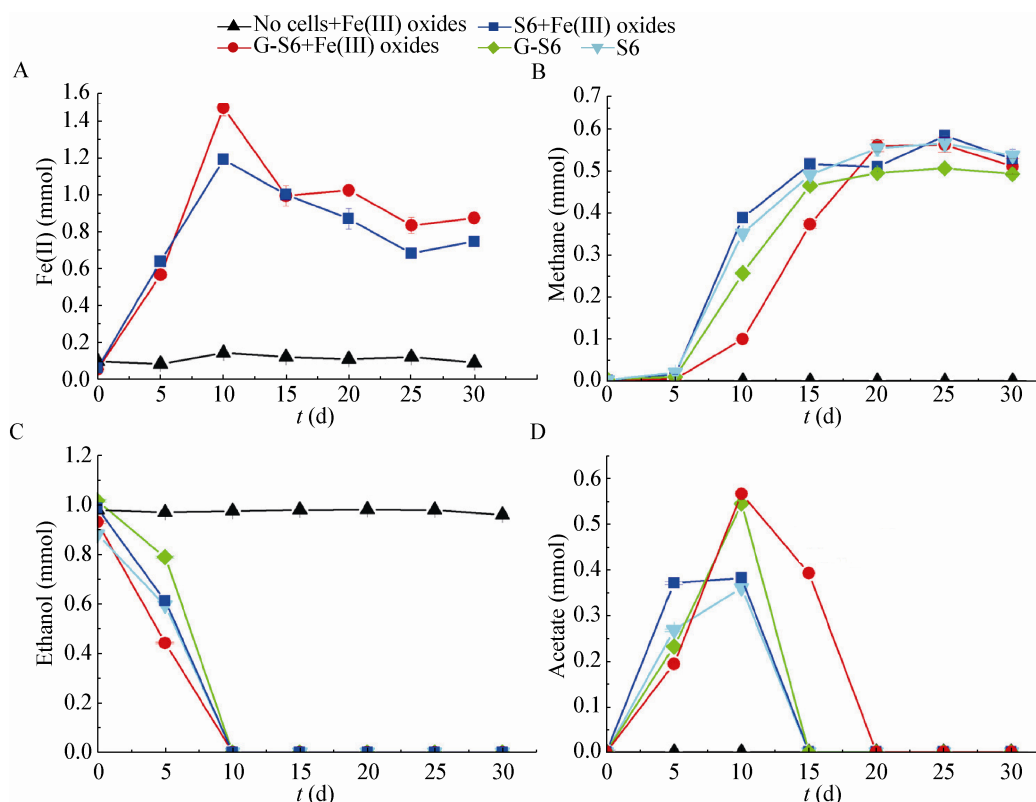 No cells+Fe(III) oxides
S6+Fe(III) oxides
G-S6+Fe(III) oxides
G-S6
S6
A
1.6
1.4
1.2
1.0
0.8
0.6
0.4
0.2
0.0
Fe(II) (mmol)
0 5 10 15 20 25 30
t (d)
B
0.6
0.5
0.4
0.3
0.2
0.1
0.0
Methane (mmol)
0 5 10 15 20 25 30
t (d)
C
1.2
1.0
0.8
0.6
0.4
0.2
0.0
Ethanol (mmol)
0 5 10 15 20 25 30
t (d)
D
0.6
0.5
0.4
0.3
0.2
0.1
0.0
Acetate (mmol)
0 5 10 15 20 25 30
t (d)